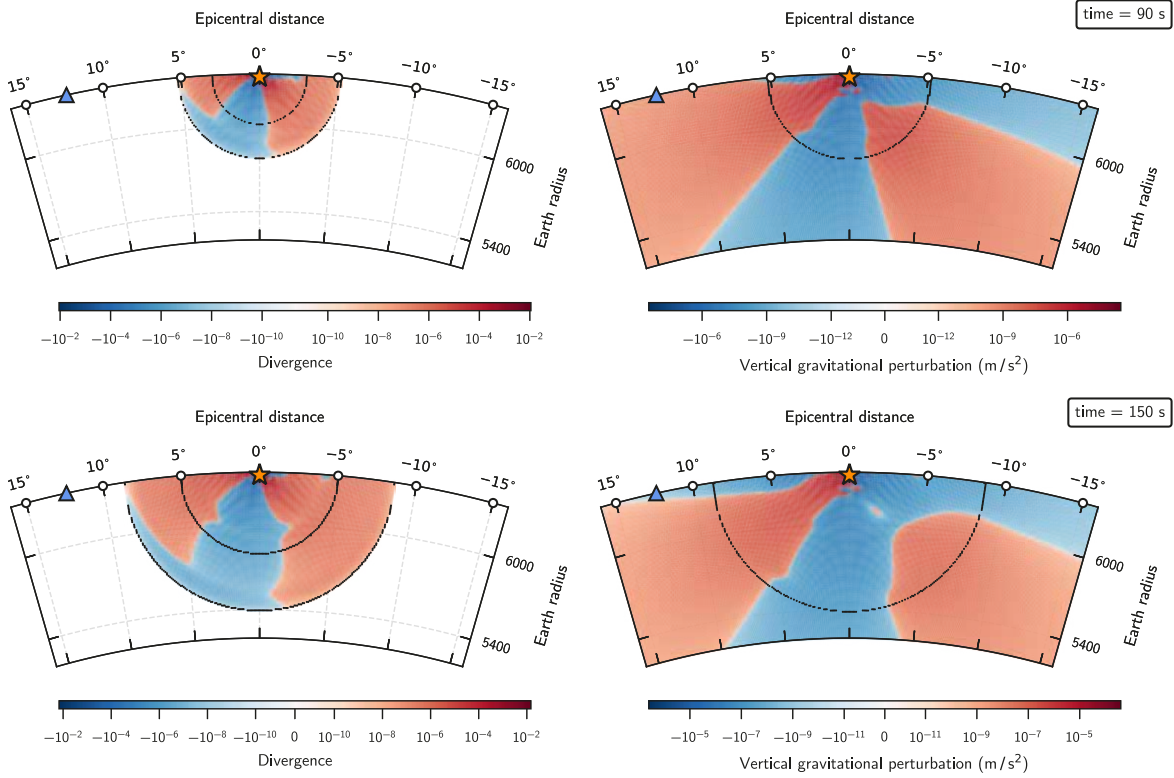 Epicentral distance
Epicentral distance
time = 90 s
15° 10° 5° 0° −5° −10° −15°
15° 10° 5° 0° −5° −10° −15°
6000
5400
Earth radius
6000
5400
Earth radius
−10⁻² −10⁻⁴ −10⁻⁶ −10⁻⁸ −10⁻¹⁰ 10⁻¹⁰ 10⁻⁸ 10⁻⁶ 10⁻⁴ 10⁻²
Divergence
−10⁻⁶ −10⁻⁹ −10⁻¹² 0 10⁻¹² 10⁻⁹ 10⁻⁶
Vertical gravitational perturbation (m/s²)
Epicentral distance
Epicentral distance
time = 150 s
15° 10° 5° 0° −5° −10° −15°
15° 10° 5° 0° −5° −10° −15°
6000
5400
Earth radius
6000
5400
Earth radius
−10⁻² −10⁻⁴ −10⁻⁶ −10⁻⁸ −10⁻¹⁰ 0 10⁻¹⁰ 10⁻⁸ 10⁻⁶ 10⁻⁴ 10⁻²
Divergence
−10⁻⁵ −10⁻⁷ −10⁻⁹ −10⁻¹¹ 0 10⁻¹¹ 10⁻⁹ 10⁻⁷ 10⁻⁵
Vertical gravitational perturbation (m/s²)